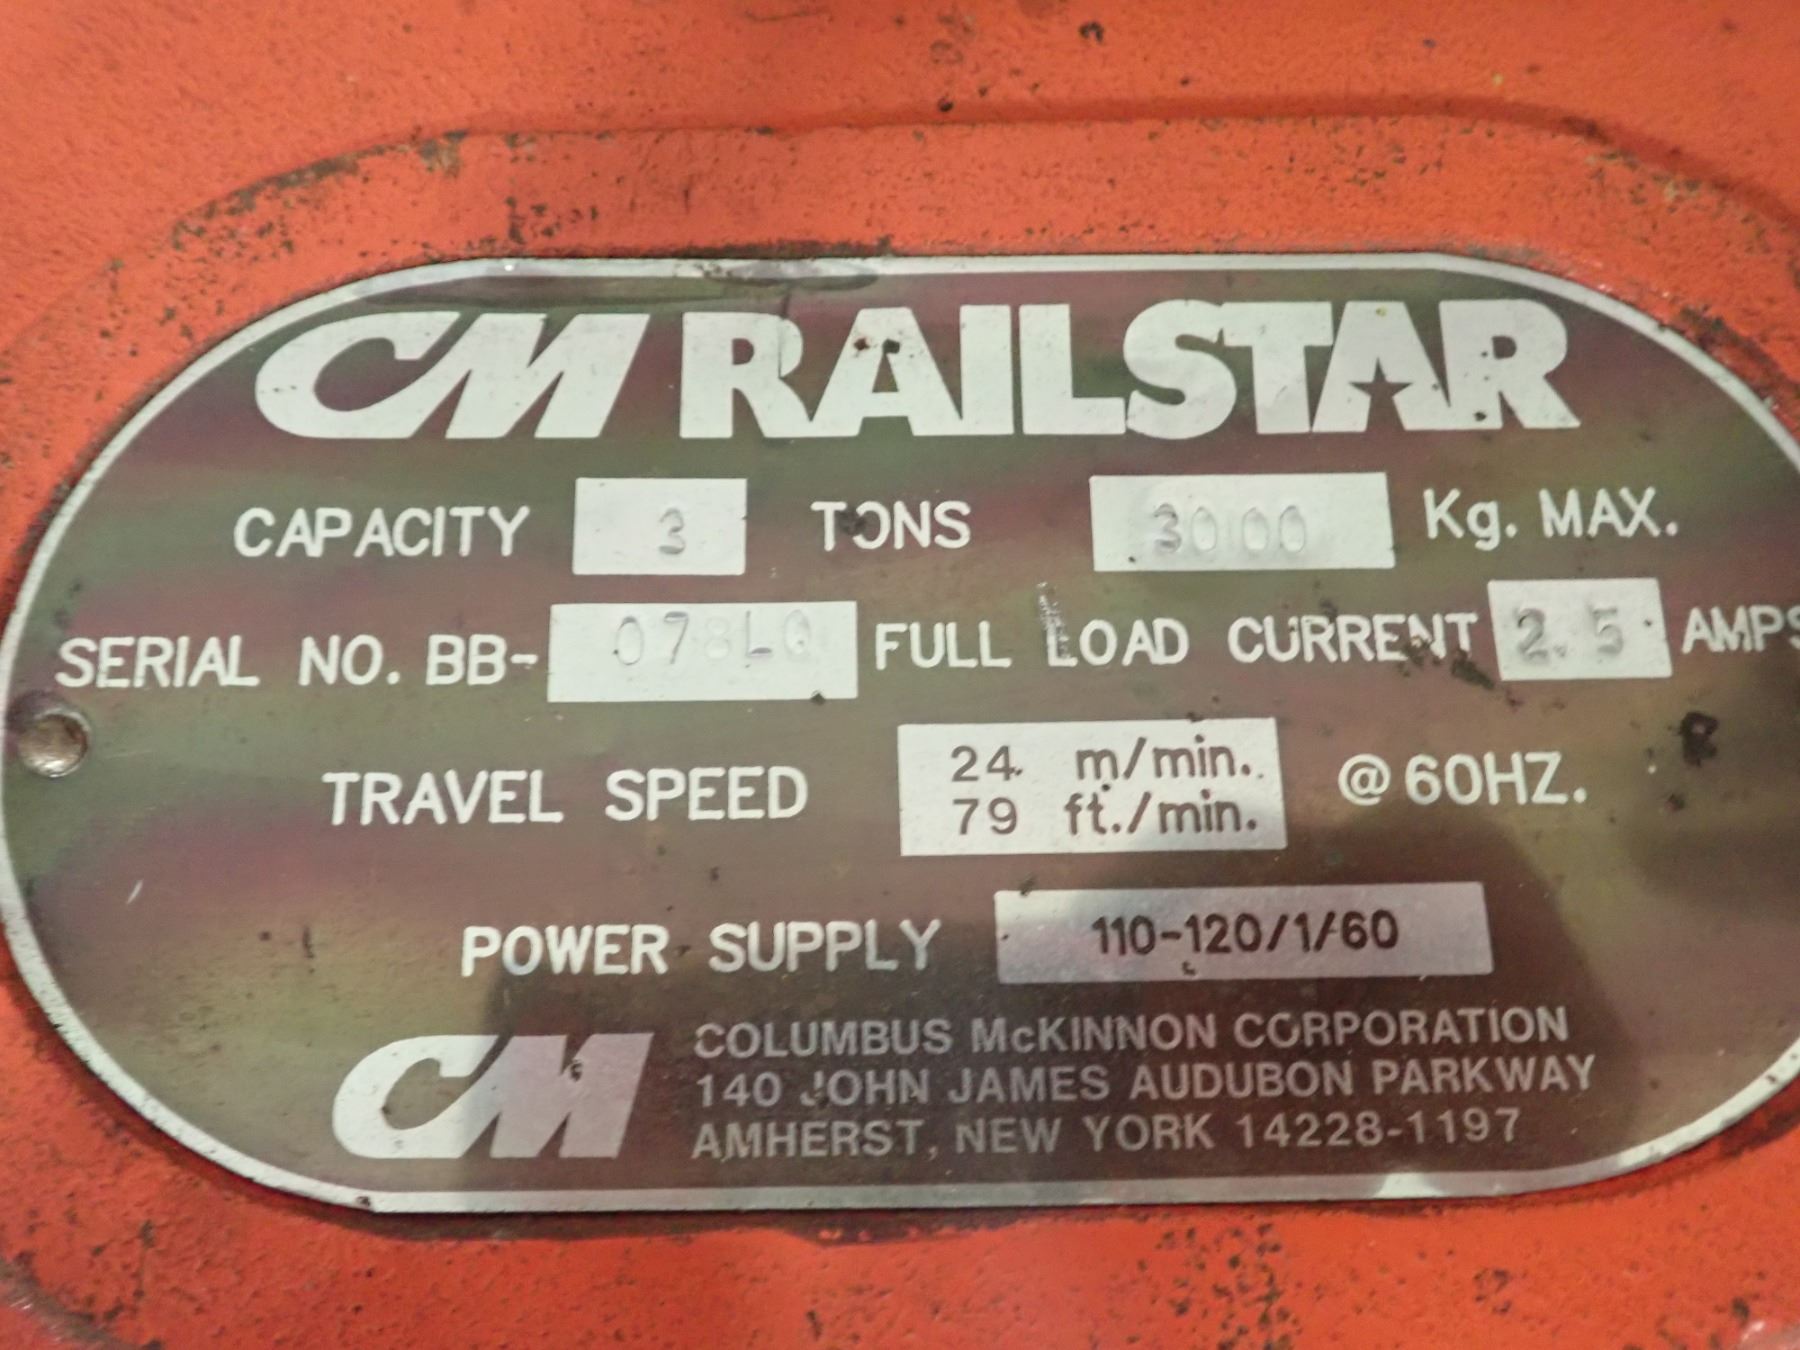 CM RAILSTAR
CAPACITY 3 TONS 3000 Kg. MAX.
SERIAL NO. BB- 078LQ FULL LOAD CURRENT 2.5 AMPS
TRAVEL SPEED 24 m/min. @ 60HZ.
79 ft./min.
POWER SUPPLY 110-120/1/60
CM COLUMBUS McKINNON CORPORATION
140 JOHN JAMES AUDUBON PARKWAY
AMHERST, NEW YORK 14228-1197